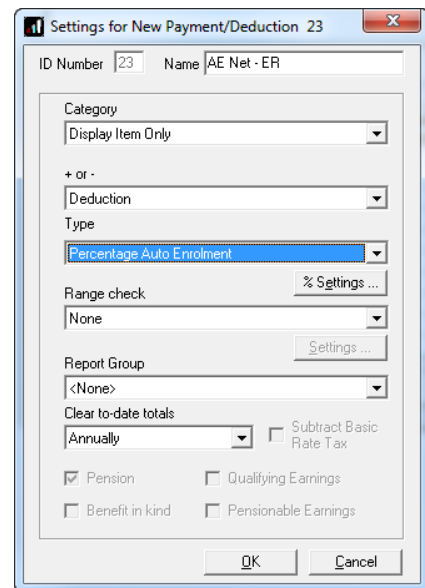 Settings for New Payment/Deduction 23
ID Number 23 Name AE Net - ER
Category
Display Item Only
+ or -
Deduction
Type
Percentage Auto Enrolment
% Settings ...
Range check
None
Settings ...
Report Group
<None>
Clear to-date totals
Annually
Subtract Basic
Rate Tax
Pension Qualifying Earnings
Benefit in kind Pensionable Earnings
OK Cancel